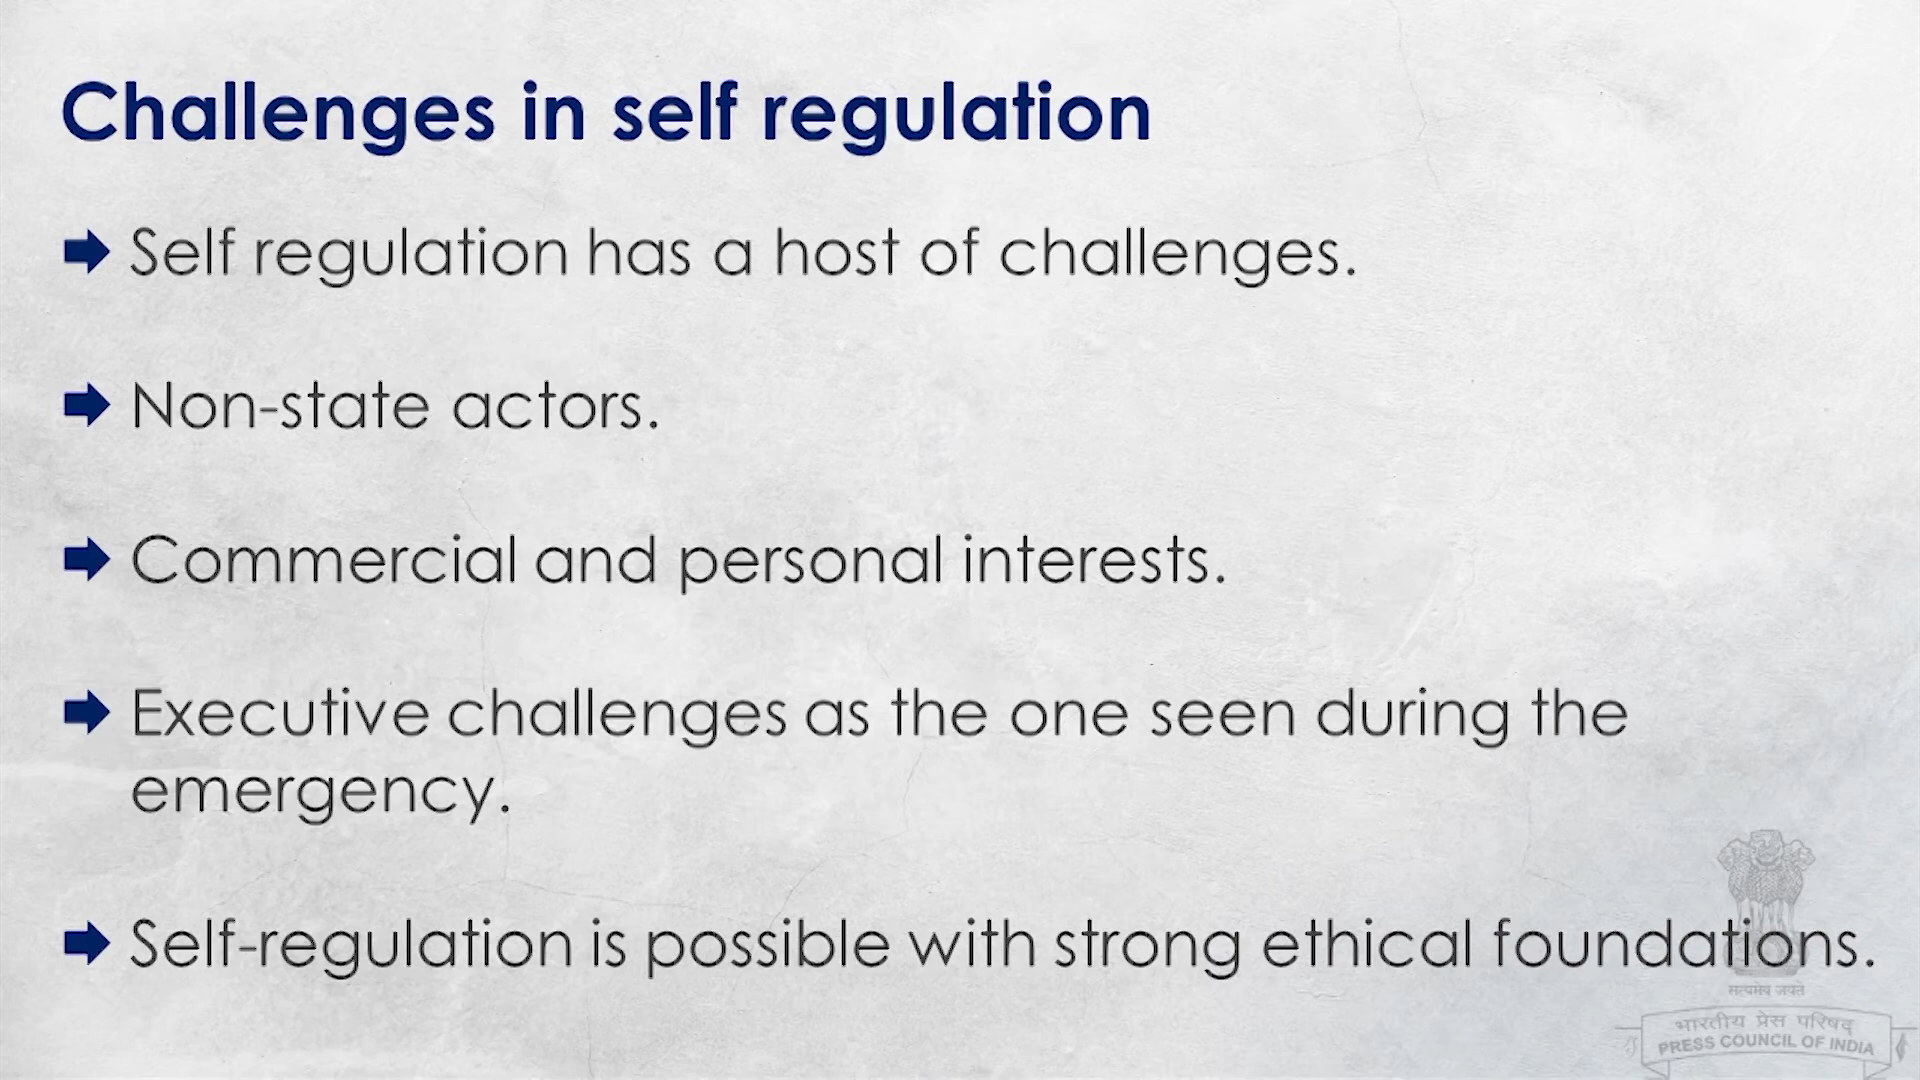 Challenges in self regulation
Self regulation has a host of challenges.
Non-state actors.
Commercial and personal interests.
Executive challenges as the one seen during the
emergency.
Self-regulation is possible with strong ethical foundations.
सत्यमेव जयते
भारतीय प्रेस परिषद्
PRESS COUNCIL OF INDIA